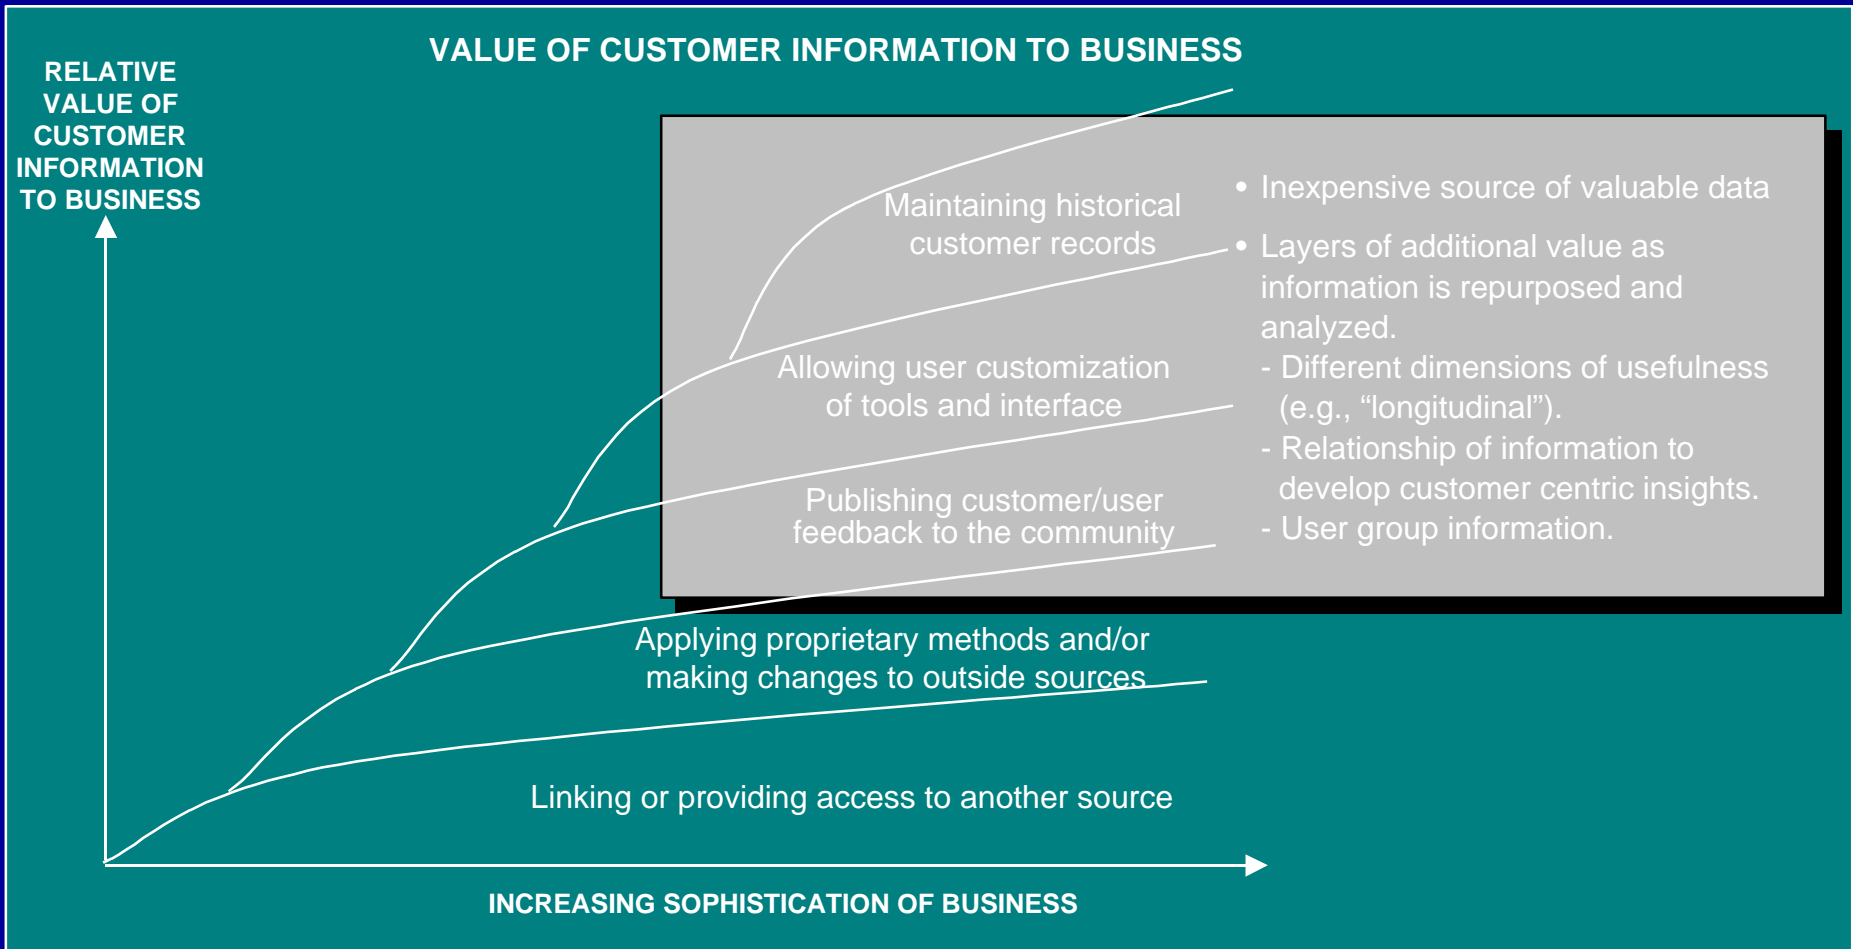 VALUE OF CUSTOMER INFORMATION TO BUSINESS
RELATIVE
VALUE OF
CUSTOMER
INFORMATION
TO BUSINESS
Maintaining historical
customer records
Allowing user customization
of tools and interface
Publishing customer/user
feedback to the community
Applying proprietary methods and/or
making changes to outside sources
Linking or providing access to another source
• Inexpensive source of valuable data
• Layers of additional value as
information is repurposed and
analyzed.
- Different dimensions of usefulness
(e.g., “longitudinal”).
- Relationship of information to
develop customer centric insights.
- User group information.
INCREASING SOPHISTICATION OF BUSINESS